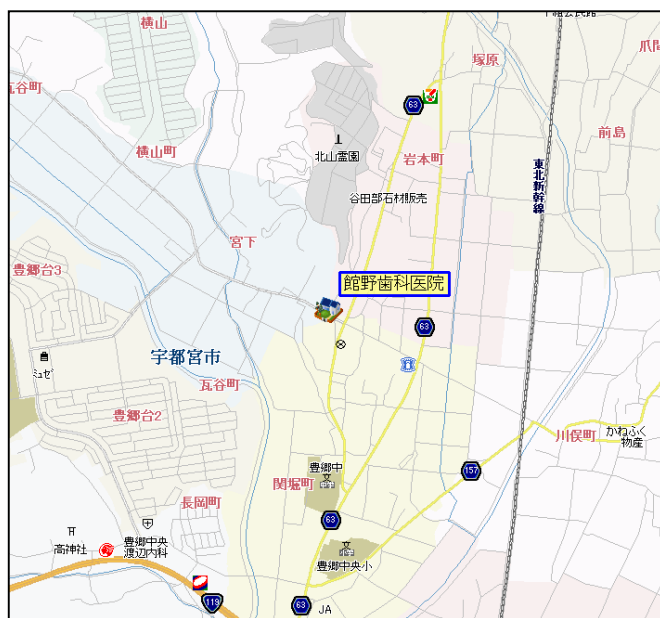 横山
塚原
爪間
瓦谷町
63
7
前島
横山町
北山霊園
岩本町
東北新幹線
谷田部石材販売
宮下
豊郷台3
館野歯科医院
63
宇都宮市
ミュゼ
瓦谷町
豊郷台2
川俣町
かねふく
物産
157
豊郷中
関堀町
長岡町
63
高神社
豊郷中央
渡辺内科
豊郷中央小
119
63
JA